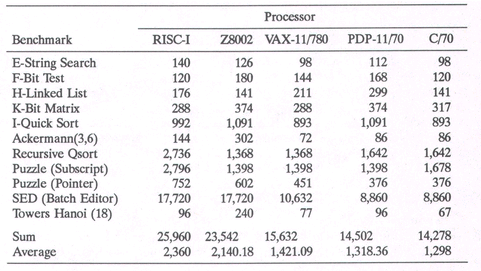 Processor
Benchmark RISC-I Z8002 VAX-11/780 PDP-11/70 C/70
E-String Search 140 126 98 112 98
F-Bit Test 120 180 144 168 120
H-Linked List 176 141 211 299 141
K-Bit Matrix 288 374 288 374 317
I-Quick Sort 992 1,091 893 1,091 893
Ackermann(3,6) 144 302 72 86 86
Recursive Qsort 2,736 1,368 1,368 1,642 1,642
Puzzle (Subscript) 2,796 1,398 1,398 1,398 1,678
Puzzle (Pointer) 752 602 451 376 376
SED (Batch Editor) 17,720 17,720 10,632 8,860 8,860
Towers Hanoi (18) 96 240 77 96 67
Sum 25,960 23,542 15,632 14,502 14,278
Average 2,360 2,140.18 1,421.09 1,318.36 1,298